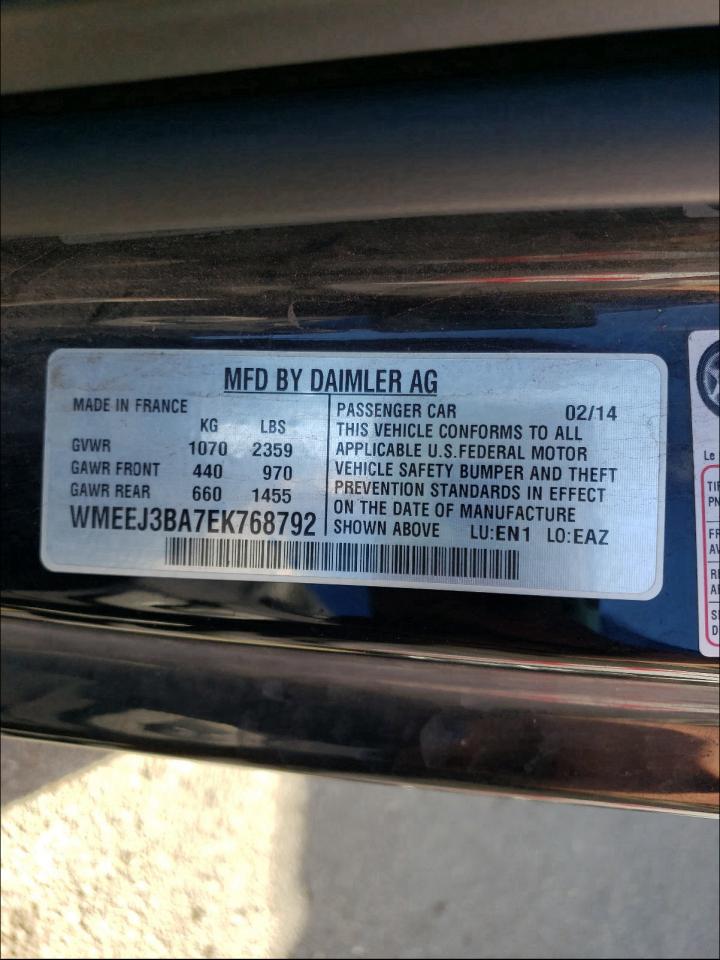 MFD BY DAIMLER AG
MADE IN FRANCE
KG LBS
GVWR 1070 2359
GAWR FRONT 440 970
GAWR REAR 660 1455
WMEEJ3BA7EK768792
PASSENGER CAR 02/14
THIS VEHICLE CONFORMS TO ALL
APPLICABLE U.S.FEDERAL MOTOR
VEHICLE SAFETY BUMPER AND THEFT
PREVENTION STANDARDS IN EFFECT
ON THE DATE OF MANUFACTURE
SHOWN ABOVE LU:EN1 LO:EAZ
Le